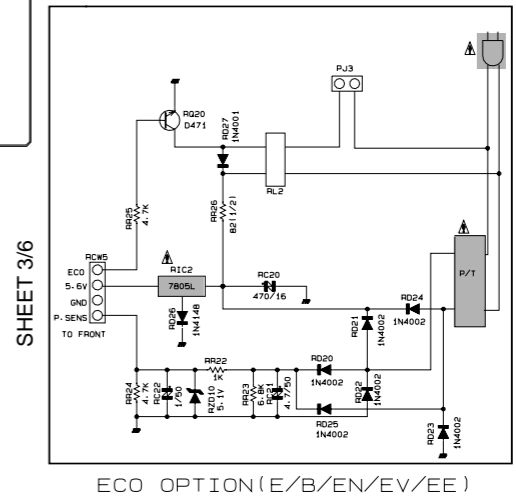 SHEET 3/6
PJ3
RQ20
D471
RD27
1N4001
RL2
RR25
4.7K
RR26
82(1/2)
RCW5
ECO
5.6V
GND
P.SENS
TO FRONT
RIC2
7805L
RD26
1N4148
RC20
470/16
P/T
RD24
1N4002
RD21
1N4002
RR22
1K
RD20
1N4002
RR24
4.7K
RC22
1/50
RZD10
5.1V
RR23
6.8K
RC21
4.7/50
RD22
1N4002
RD25
1N4002
RD23
1N4002
ECO OPTION(E/B/EN/EV/EE)